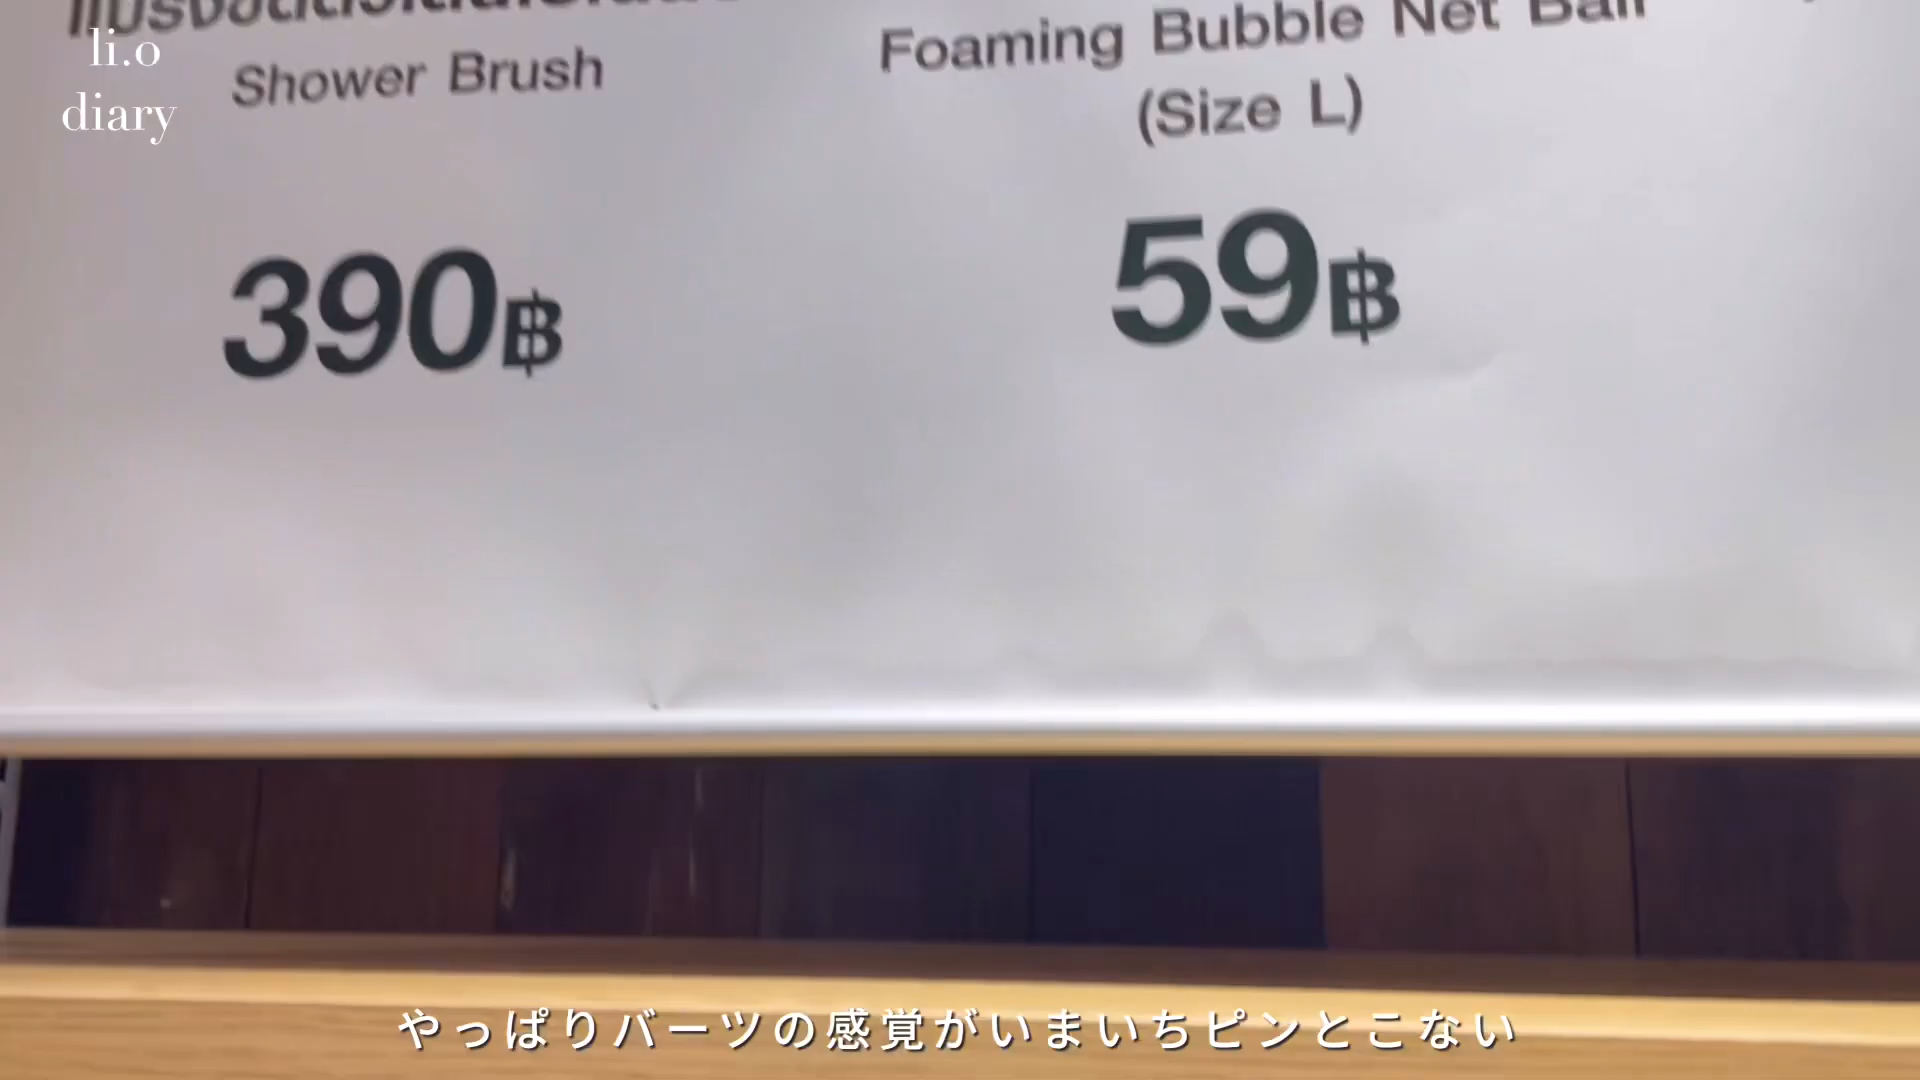 li.o
diary
Shower Brush
390฿
Foaming Bubble Net Ball
(Size L)
59฿
やっぱりバーツの感覚がいまいちピンとこない